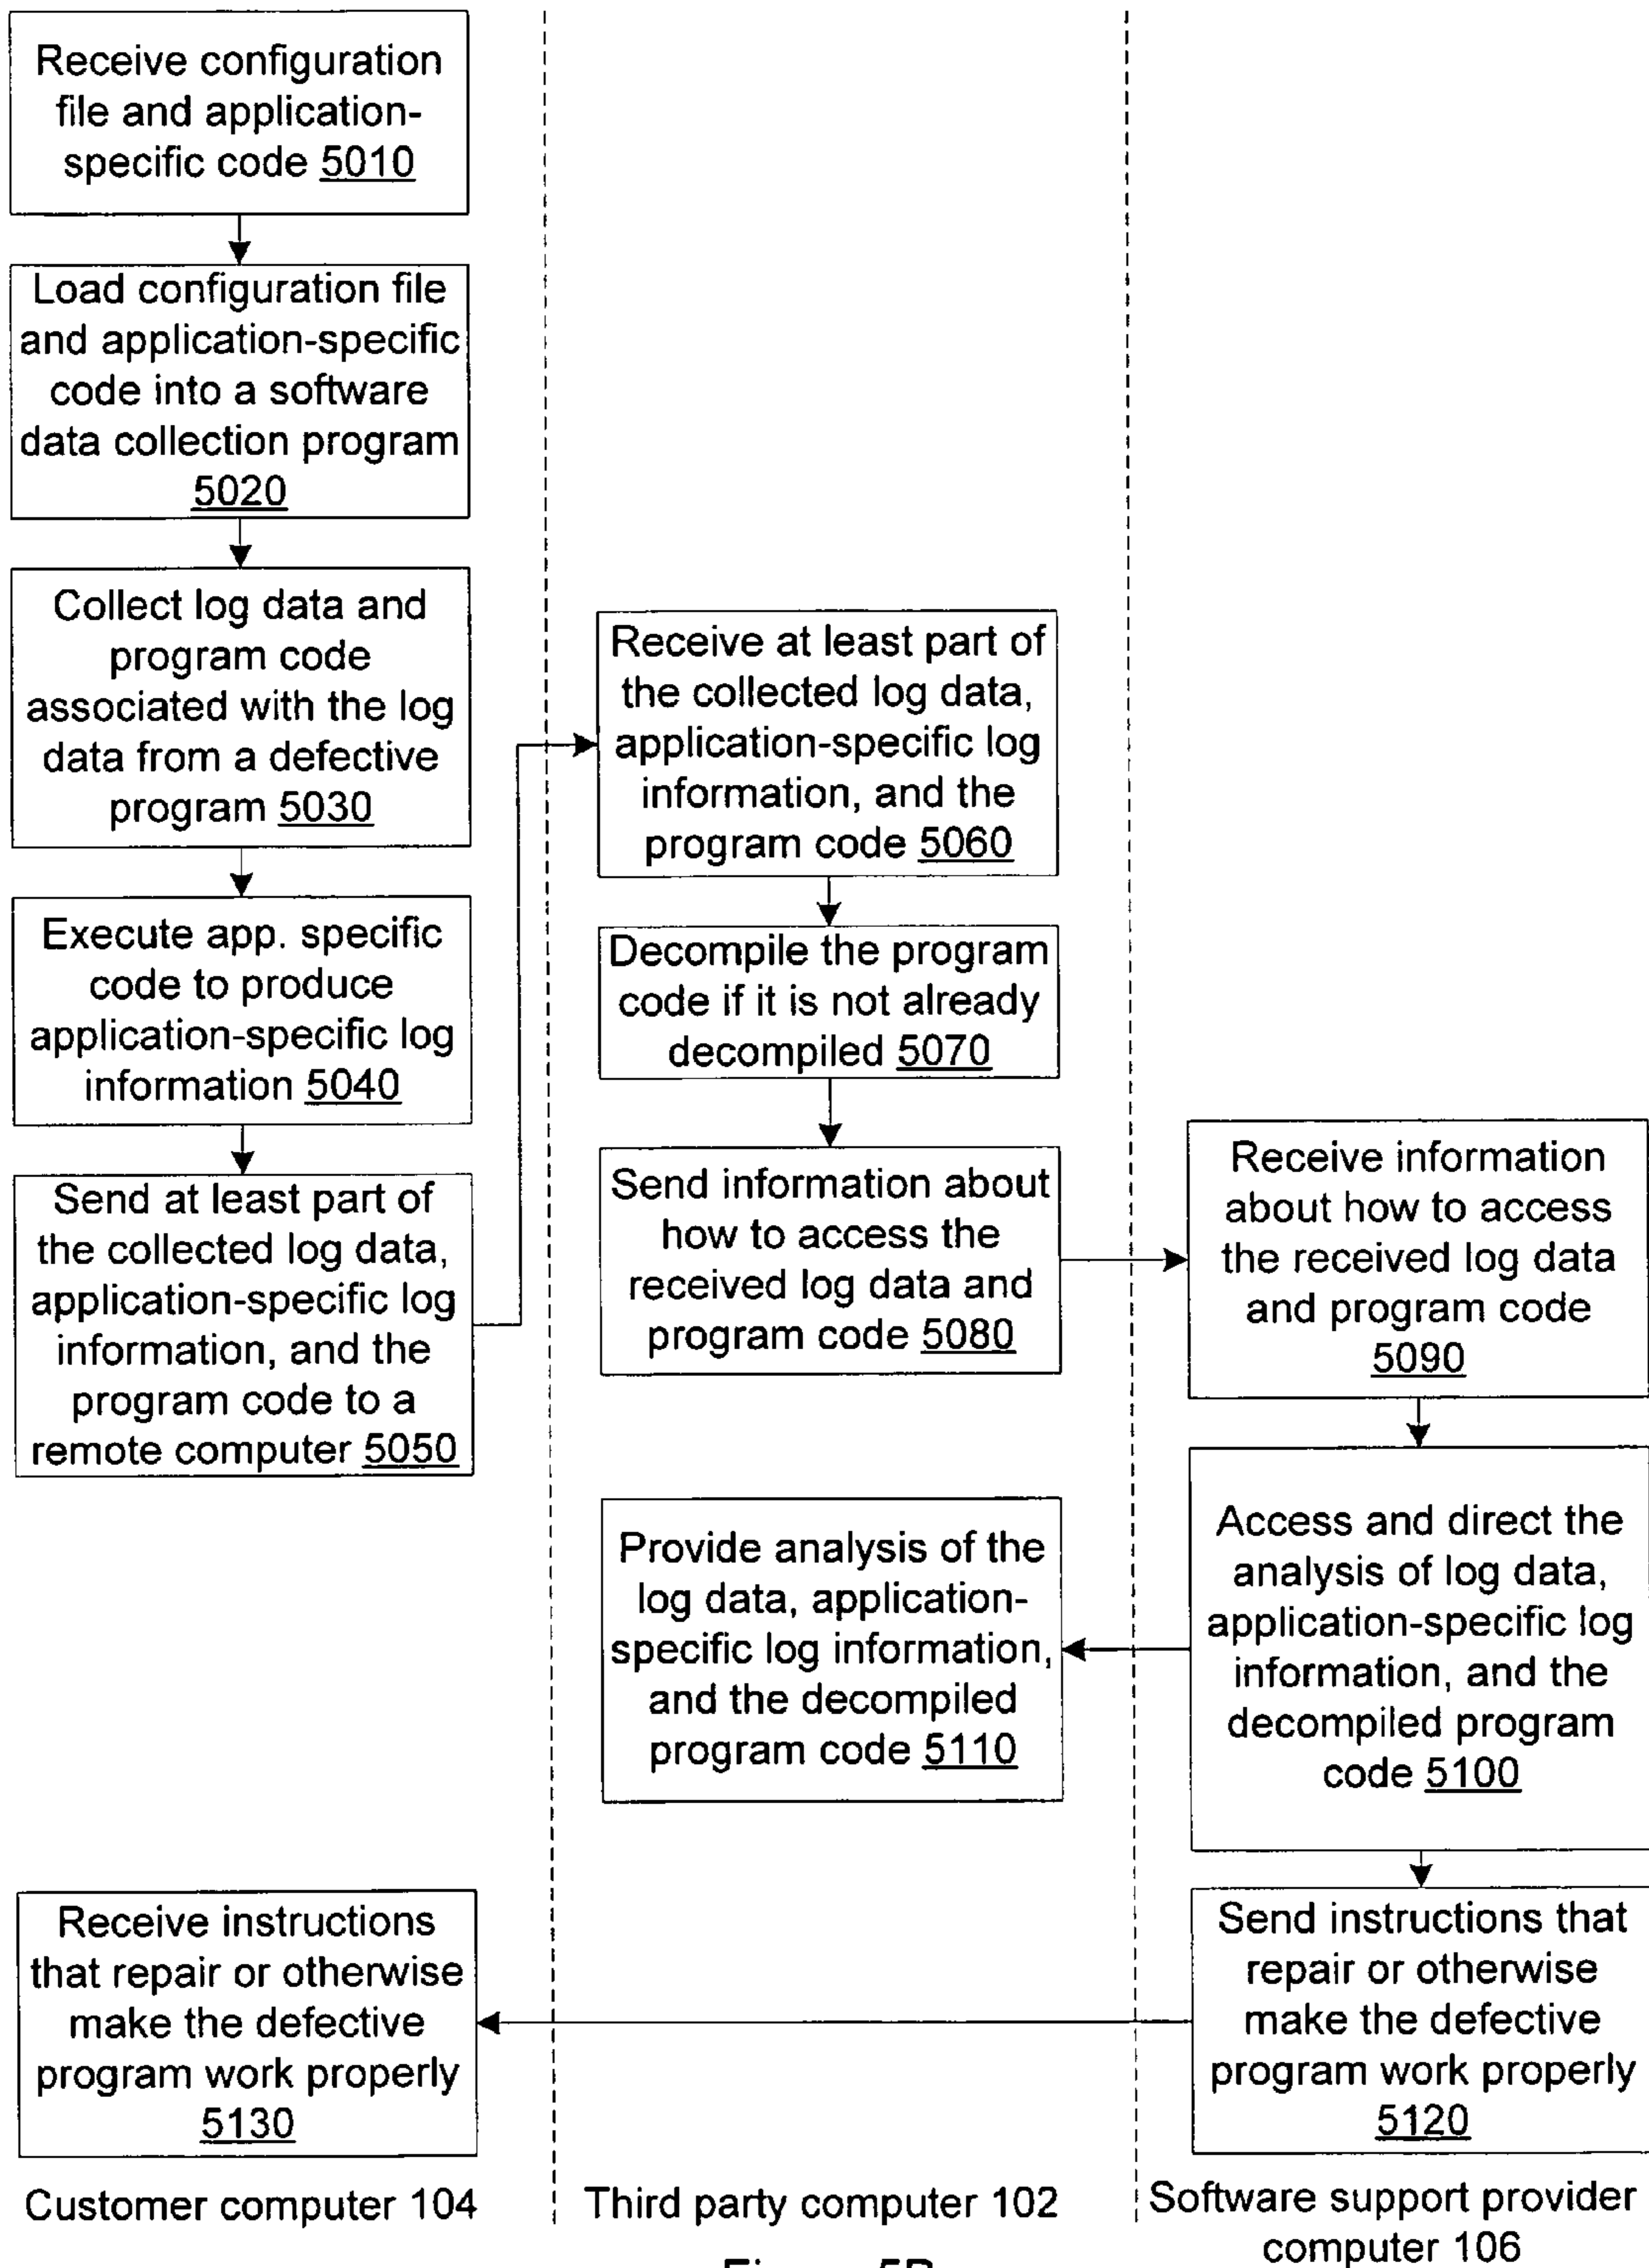 Receive configuration
file and application-
specific code 5010
Load configuration file
and application-specific
code into a software
data collection program
5020
Collect log data and
program code
associated with the log
data from a defective
program 5030
Execute app. specific
code to produce
application-specific log
information 5040
Send at least part of
the collected log data,
application-specific log
information, and the
program code to a
remote computer 5050
Receive at least part of
the collected log data,
application-specific log
information, and the
program code 5060
Decompile the program
code if it is not already
decompiled 5070
Send information about
how to access the
received log data and
program code 5080
Receive information
about how to access
the received log data
and program code
5090
Access and direct the
analysis of log data,
application-specific log
information, and the
decompiled program
code 5100
Provide analysis of the
log data, application-
specific log information,
and the decompiled
program code 5110
Send instructions that
repair or otherwise
make the defective
program work properly
5120
Receive instructions
that repair or otherwise
make the defective
program work properly
5130
Customer computer 104
Third party computer 102
Software support provider
computer 106